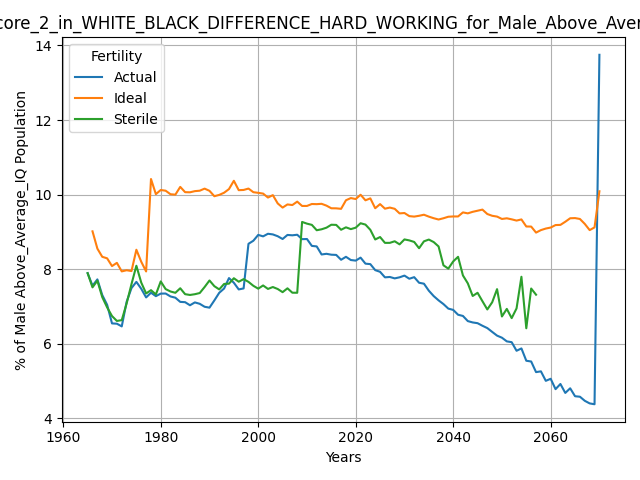 core_2_in_WHITE_BLACK_DIFFERENCE_HARD_WORKING_for_Male_Above_Aver
Fertility
Actual
Ideal
Sterile
% of Male Above_Average_IQ Population
14
12
10
8
6
4
1960 1980 2000 2020 2040 2060
Years